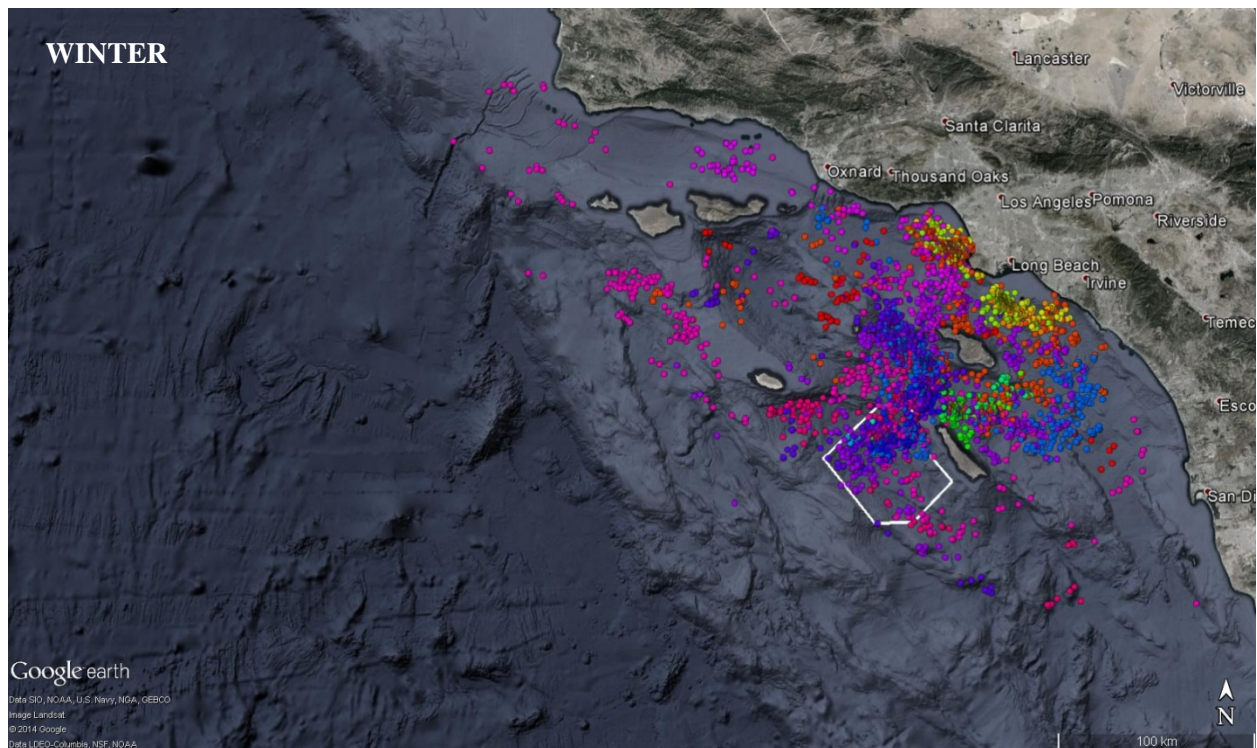 WINTER
Lancaster
Victorville
Santa Clarita
Oxnard
Thousand Oaks
Los Angeles
Pomona
Riverside
Long Beach
Irvine
Temec
Esco
San Di
Google earth
Data SIO, NOAA, U.S. Navy, NGA, GEBCO
Image Landsat
© 2014 Google
Data LDEO-Columbia, NSF, NOAA
N
100 km